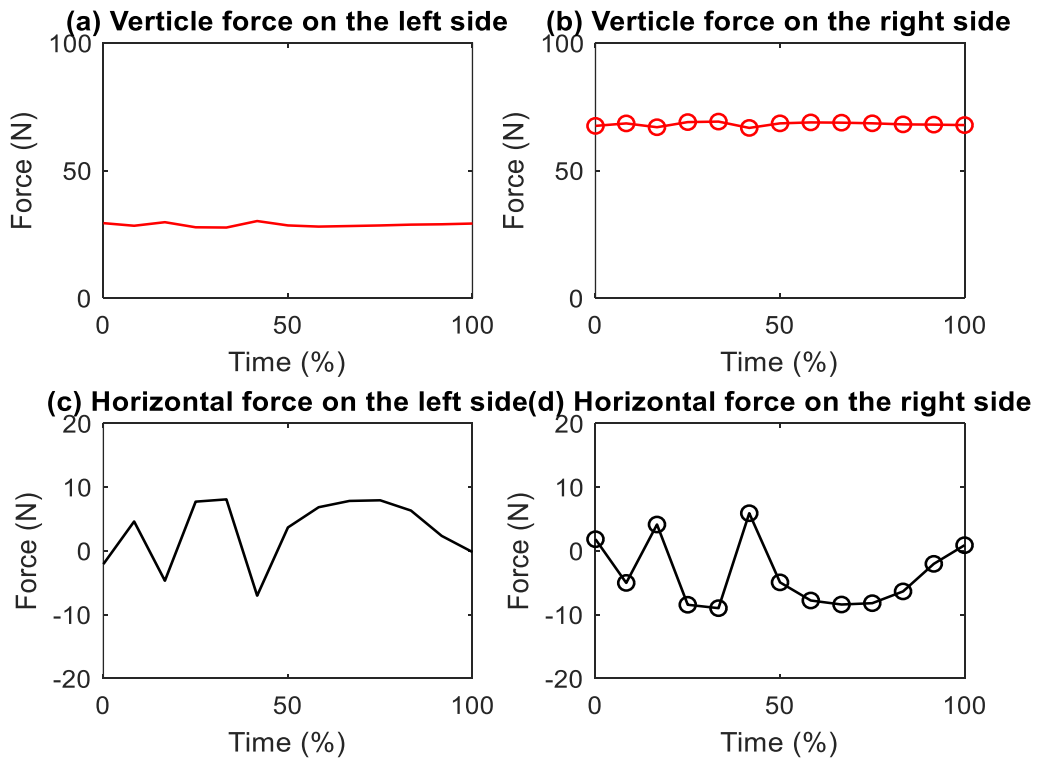 (a) Verticle force on the left side
100
50
0
0
50
100
Force (N)
Time (%)
(b) Verticle force on the right side
100
50
0
0
50
100
Force (N)
Time (%)
(c) Horizontal force on the left side
20
10
0
-10
-20
0
50
100
Force (N)
Time (%)
(d) Horizontal force on the right side
20
10
0
-10
-20
0
50
100
Force (N)
Time (%)